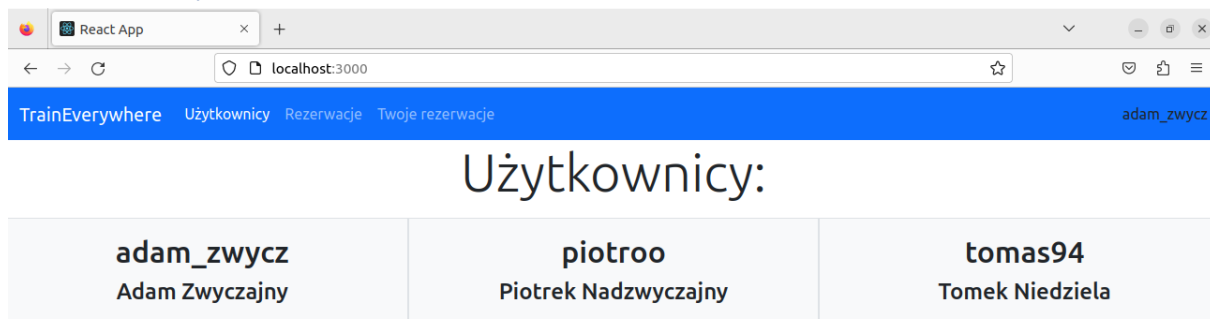 React App
localhost:3000
TrainEverywhere Użytkownicy Rezerwacje Twoje rezerwacje adam_zwycz
Użytkownicy:
adam_zwycz piotroo tomas94
Adam Zwyczajny Piotrek Nadzwyczajny Tomek Niedziela